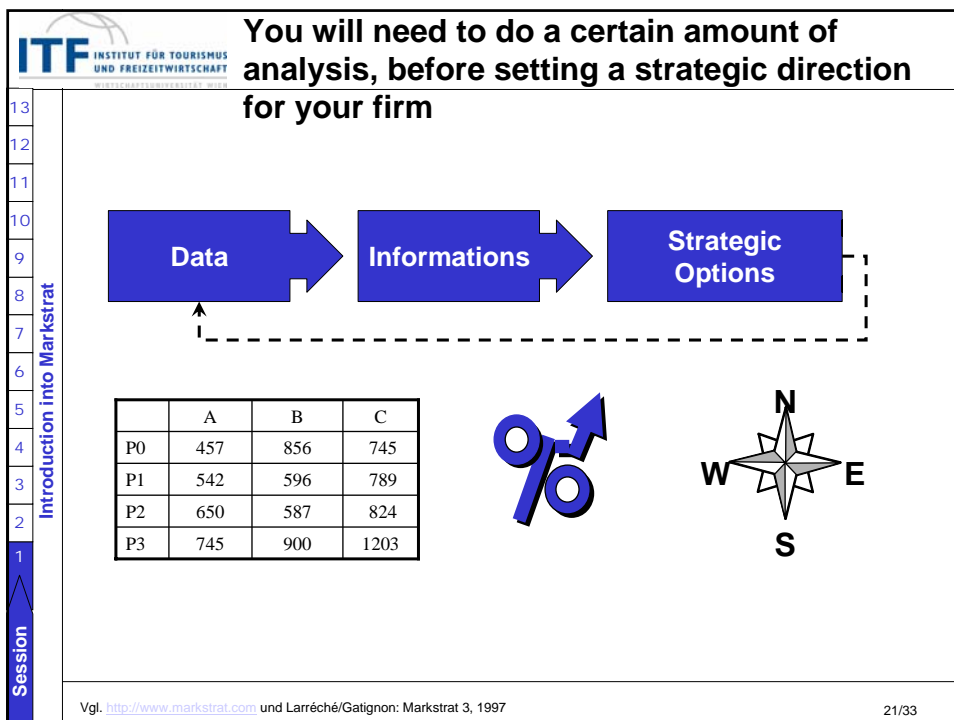 ITF INSTITUT FÜR TOURISMUS
UND FREIZEITWIRTSCHAFT
WIRTSCHAFTSUNIVERSITÄT WIEN
You will need to do a certain amount of
analysis, before setting a strategic direction
for your firm
13
12
11
10
9
8
7
6
5
4
3
2
1
Session
Introduction into Markstrat
Data
Informations
Strategic
Options
A B C
P0 457 856 745
P1 542 596 789
P2 650 587 824
P3 745 900 1203
N
W E
S
Vgl. http://www.markstrat.com und Larréché/Gatignon: Markstrat 3, 1997
21/33